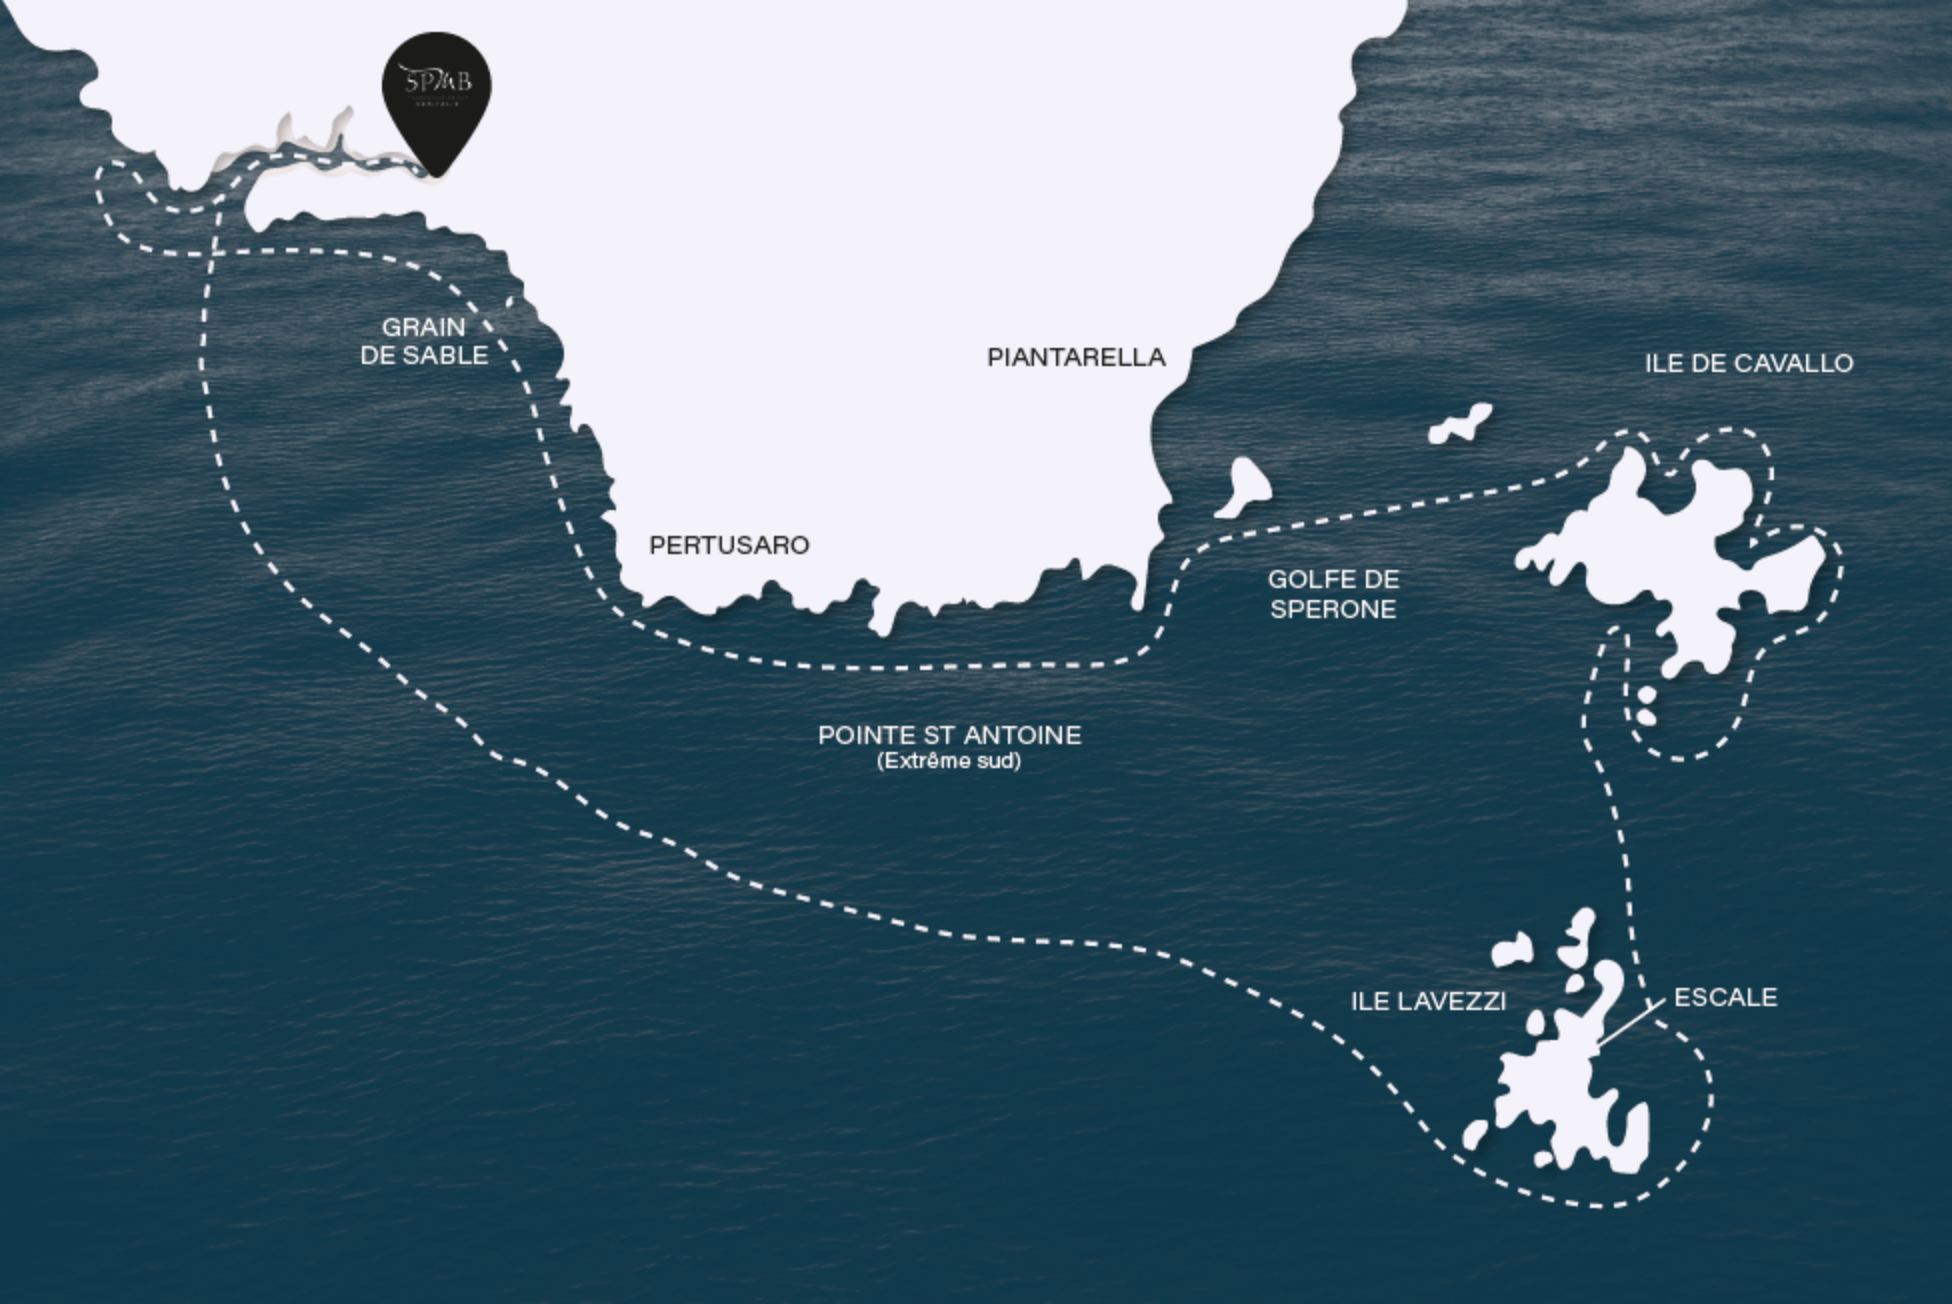 SPMB
GRAIN
DE SABLE
PIANTARELLA
ILE DE CAVALLO
PERTUSARO
GOLFE DE
SPERONE
POINTE ST ANTOINE
(Extrême sud)
ILE LAVEZZI
ESCALE